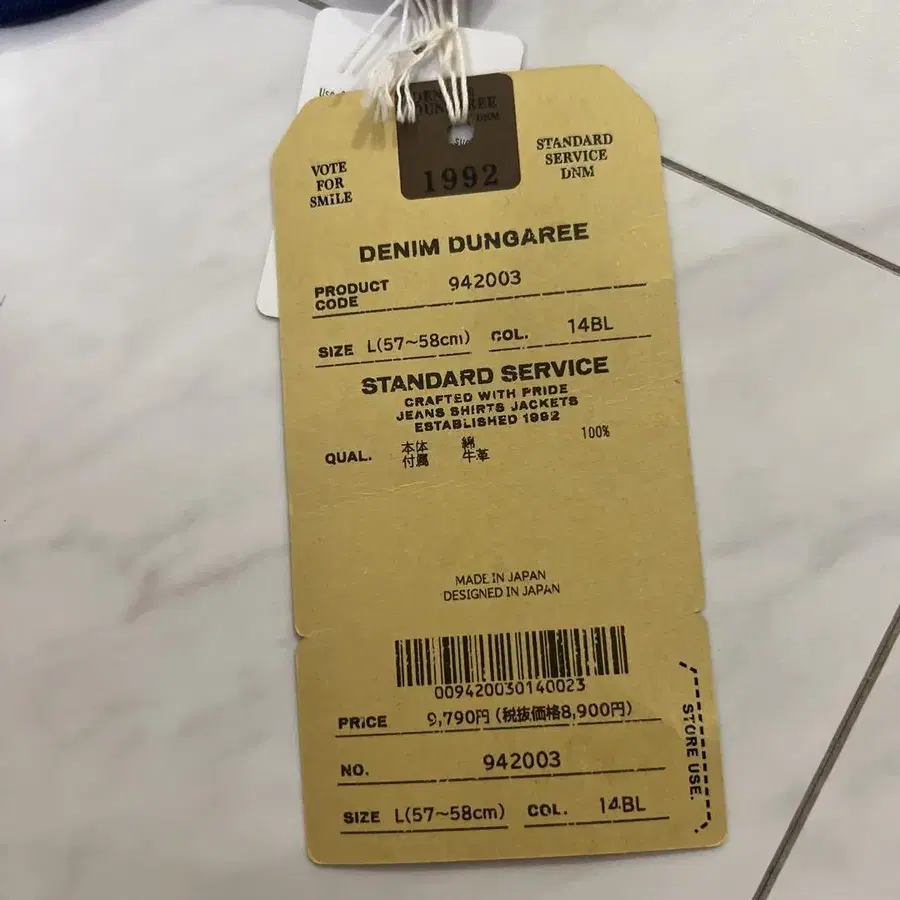 DUNGAREE
DNM
1992
VOTE
FOR
SMiLE
STANDARD
SERVICE
DNM
DENIM DUNGAREE
PRODUCT
CODE 942003
SIZE L(57~58cm) COL. 14BL
STANDARD SERVICE
CRAFTED WITH PRIDE
JEANS SHIRTS JACKETS
ESTABLISHED 1992
QUAL. 本体 綿 100%
付属 牛革
MADE IN JAPAN
DESIGNED IN JAPAN
009420030140023
PRiCE 9,790円 (税抜価格8,900円)
NO. 942003
SIZE L(57~58cm) COL. 14BL
STORE USE.